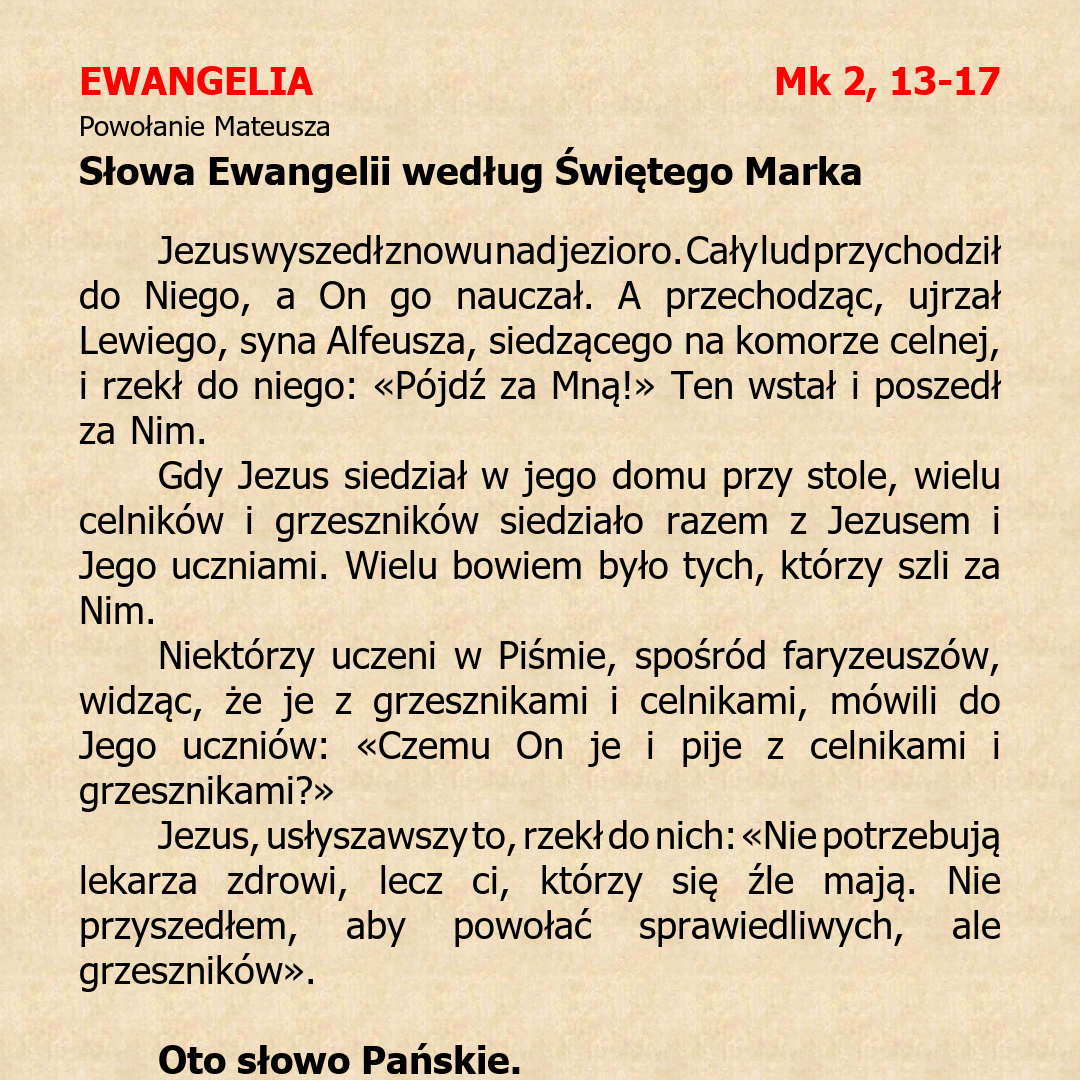 EWANGELIA Mk 2, 13-17
Powołanie Mateusza
Słowa Ewangelii według Świętego Marka
Jezus wyszedł znowu nad jezioro. Cały lud przychodził
do Niego, a On go nauczał. A przechodząc, ujrzał
Lewiego, syna Alfeusza, siedzącego na komorze celnej,
i rzekł do niego: «Pójdź za Mną!» Ten wstał i poszedł
za Nim.
Gdy Jezus siedział w jego domu przy stole, wielu
celników i grzeszników siedziało razem z Jezusem i
Jego uczniami. Wielu bowiem było tych, którzy szli za
Nim.
Niektórzy uczeni w Piśmie, spośród faryzeuszów,
widząc, że je z grzesznikami i celnikami, mówili do
Jego uczniów: «Czemu On je i pije z celnikami i
grzesznikami?»
Jezus, usłyszawszy to, rzekł do nich: «Nie potrzebują
lekarza zdrowi, lecz ci, którzy się źle mają. Nie
przyszedłem, aby powołać sprawiedliwych, ale
grzeszników».
Oto słowo Pańskie.